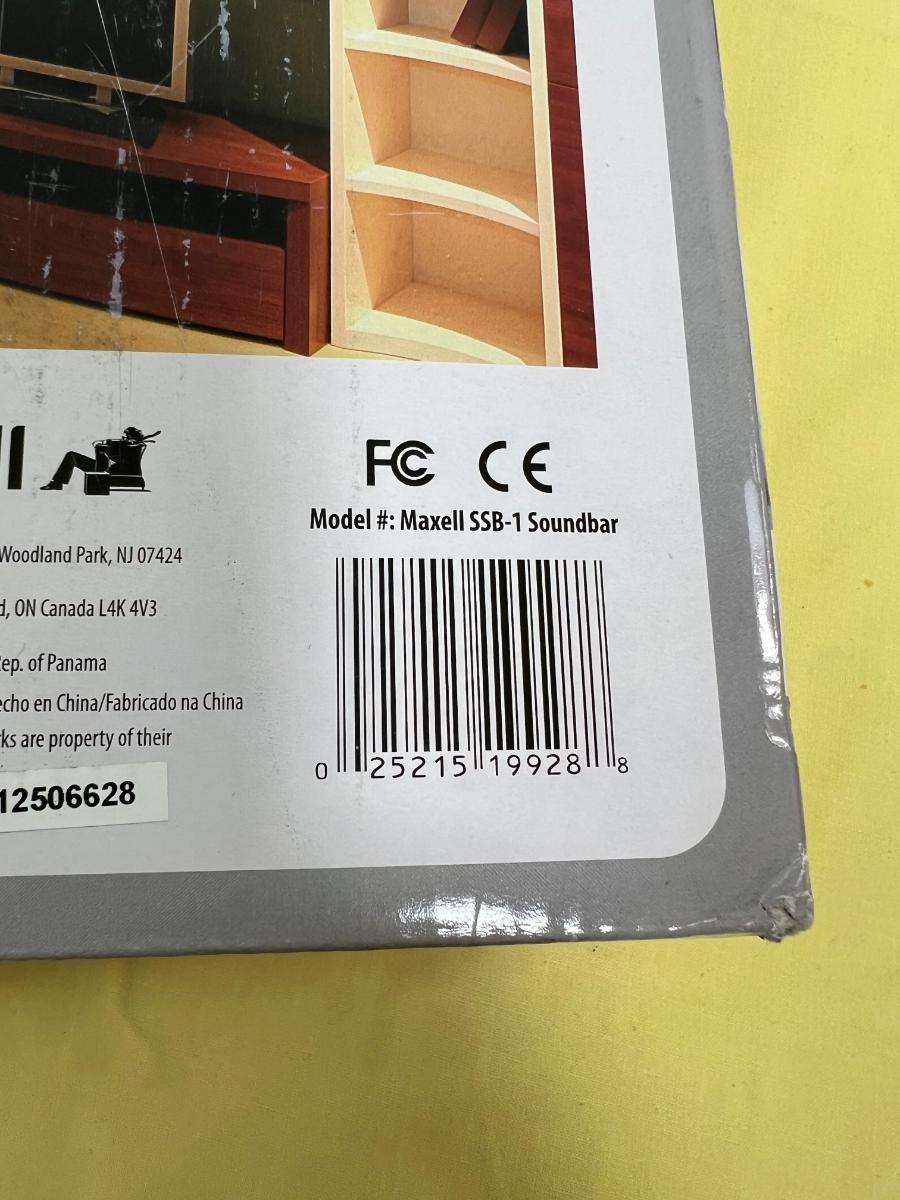 ll
FC CE
Model #: Maxell SSB-1 Soundbar
Woodland Park, NJ 07424
d, ON Canada L4K 4V3
Rep. of Panama
echo en China/Fabricado na China
rks are property of their
12506628
0 25215 19928 8